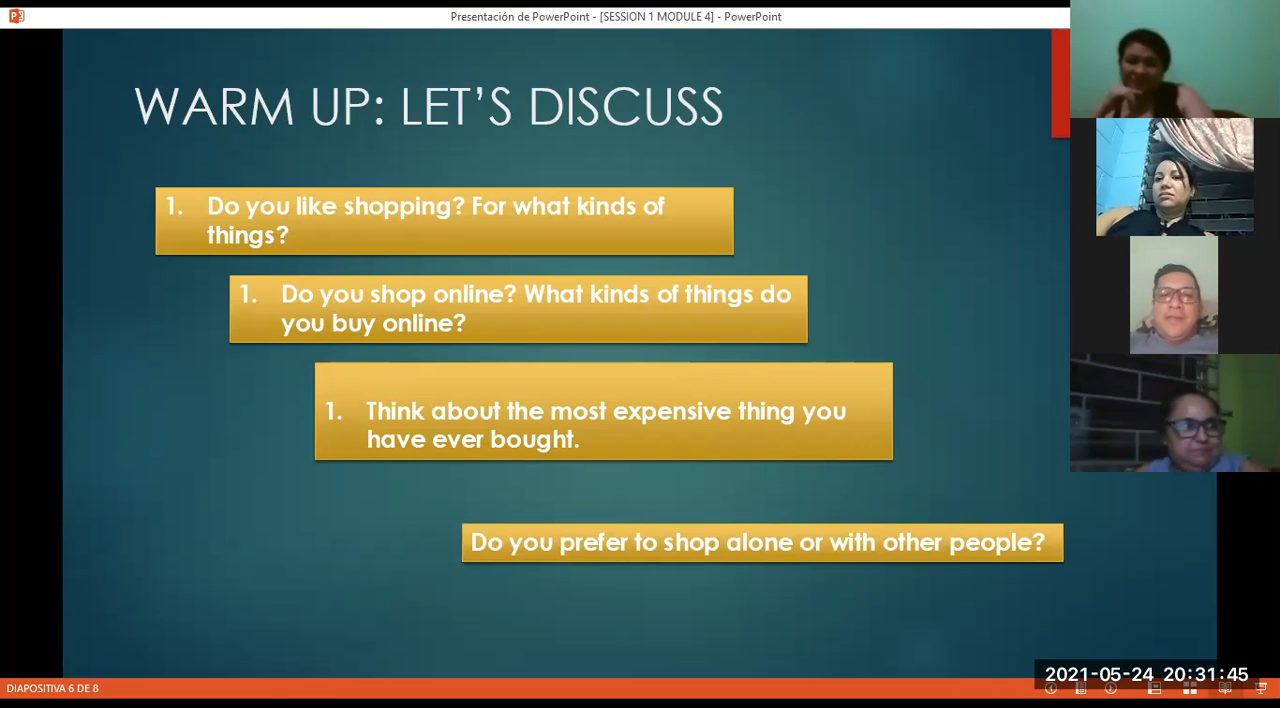 Presentación de PowerPoint - [SESSION 1 MODULE 4] - PowerPoint
WARM UP: LET’S DISCUSS
1. Do you like shopping? For what kinds of
things?
1. Do you shop online? What kinds of things do
you buy online?
1. Think about the most expensive thing you
have ever bought.
Do you prefer to shop alone or with other people?
2021-05-24 20:31:45
DIAPOSITIVA 6 DE 8